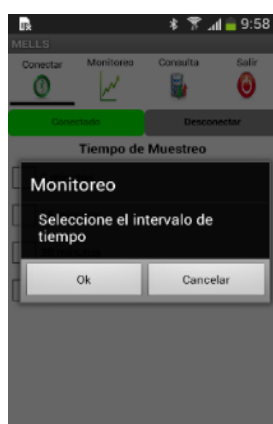 9:58
MELLS
Conectar Monitoreo Consulta Salir
Conectado Desconectar
Tiempo de Muestreo
Monitoreo
Seleccione el intervalo de
tiempo
Ok Cancelar